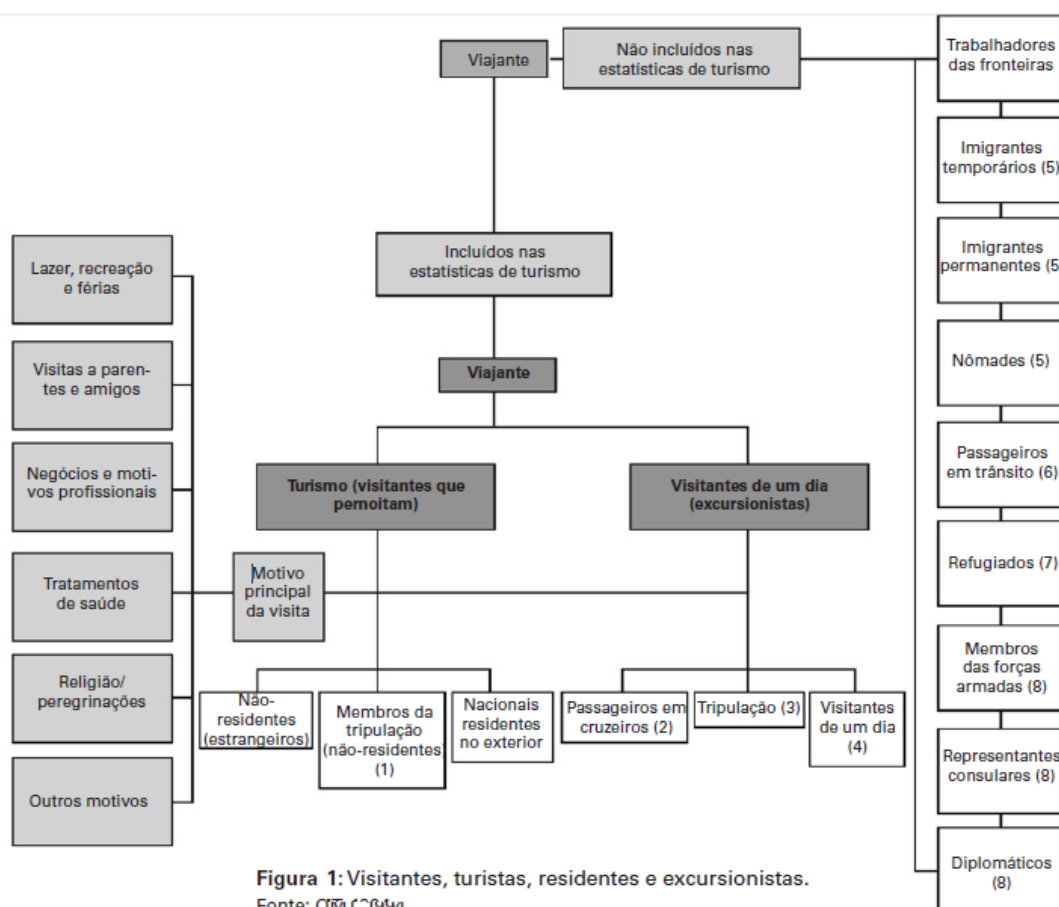 Viajante
Não incluídos nas
estatísticas de turismo
Trabalhadores
das fronteiras
Imigrantes
temporários (5)
Imigrantes
permanentes (5
Nômades (5)
Passageiros
em trânsito (6)
Refugiados (7)
Membros
das forças
armadas (8)
Representantes
consulares (8)
Diplomáticos
(8)
Incluídos nas
estatísticas de turismo
Viajante
Turismo (visitantes que
pernoitam)
Visitantes de um dia
(excursionistas)
Lazer, recreação
e férias
Visitas a paren-
tes e amigos
Negócios e moti-
vos profissionais
Tratamentos
de saúde
Religião/
peregrinações
Outros motivos
Motivo
principal
da visita
Não-
residentes
(estrangeiros)
Membros da
tripulação
(não-residentes)
(1)
Nacionais
residentes
no exterior
Passageiros em
cruzeiros (2)
Tripulação (3)
Visitantes
de um dia
(4)
Figura 1: Visitantes, turistas, residentes e excursionistas.
Fonte: